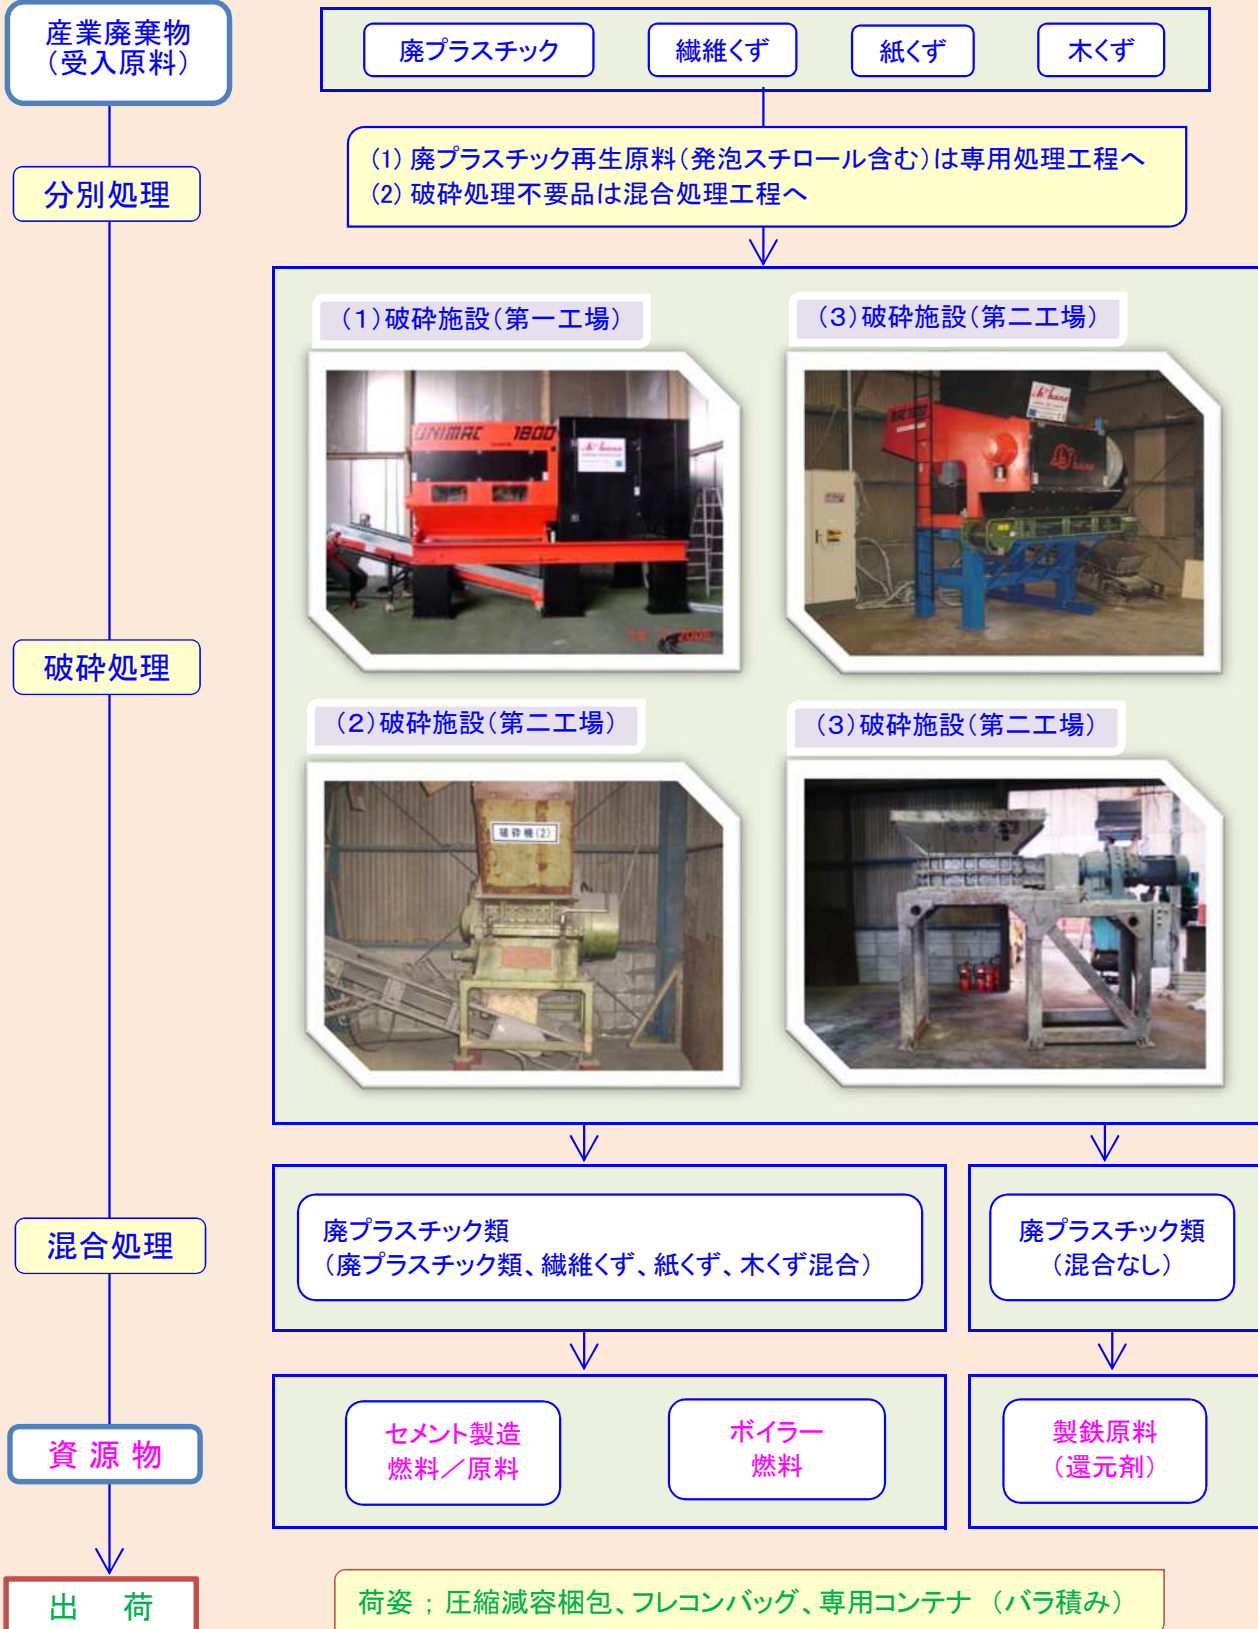 産業廃棄物
（受入原料）
廃プラスチック
繊維くず
紙くず
木くず
分別処理
(1) 廃プラスチック再生原料（発泡スチロール含む）は専用処理工程へ
(2) 破砕処理不要品は混合処理工程へ
破砕処理
（１）破砕施設（第一工場）
UNIMAC 1800
（３）破砕施設（第二工場）
（２）破砕施設（第二工場）
破砕機(2)
（３）破砕施設（第二工場）
混合処理
廃プラスチック類
（廃プラスチック類、繊維くず、紙くず、木くず混合）
廃プラスチック類
（混合なし）
資 源 物
セメント製造
燃料／原料
ボイラー
燃料
製鉄原料
（還元剤）
出　荷
荷姿 ; 圧縮減容梱包、フレコンバッグ、専用コンテナ （バラ積み）